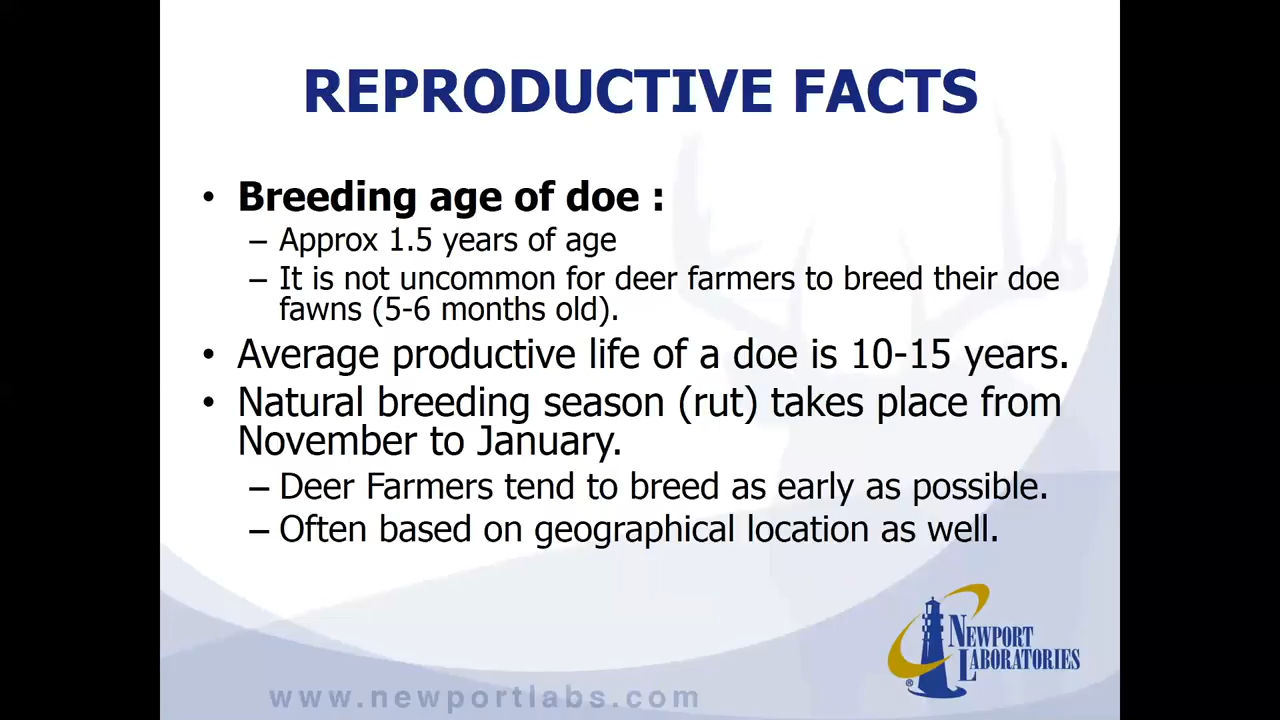 REPRODUCTIVE FACTS
• Breeding age of doe :
– Approx 1.5 years of age
– It is not uncommon for deer farmers to breed their doe
fawns (5-6 months old).
• Average productive life of a doe is 10-15 years.
• Natural breeding season (rut) takes place from
November to January.
– Deer Farmers tend to breed as early as possible.
– Often based on geographical location as well.
NEWPORT
LABORATORIES
®
www.newportlabs.com